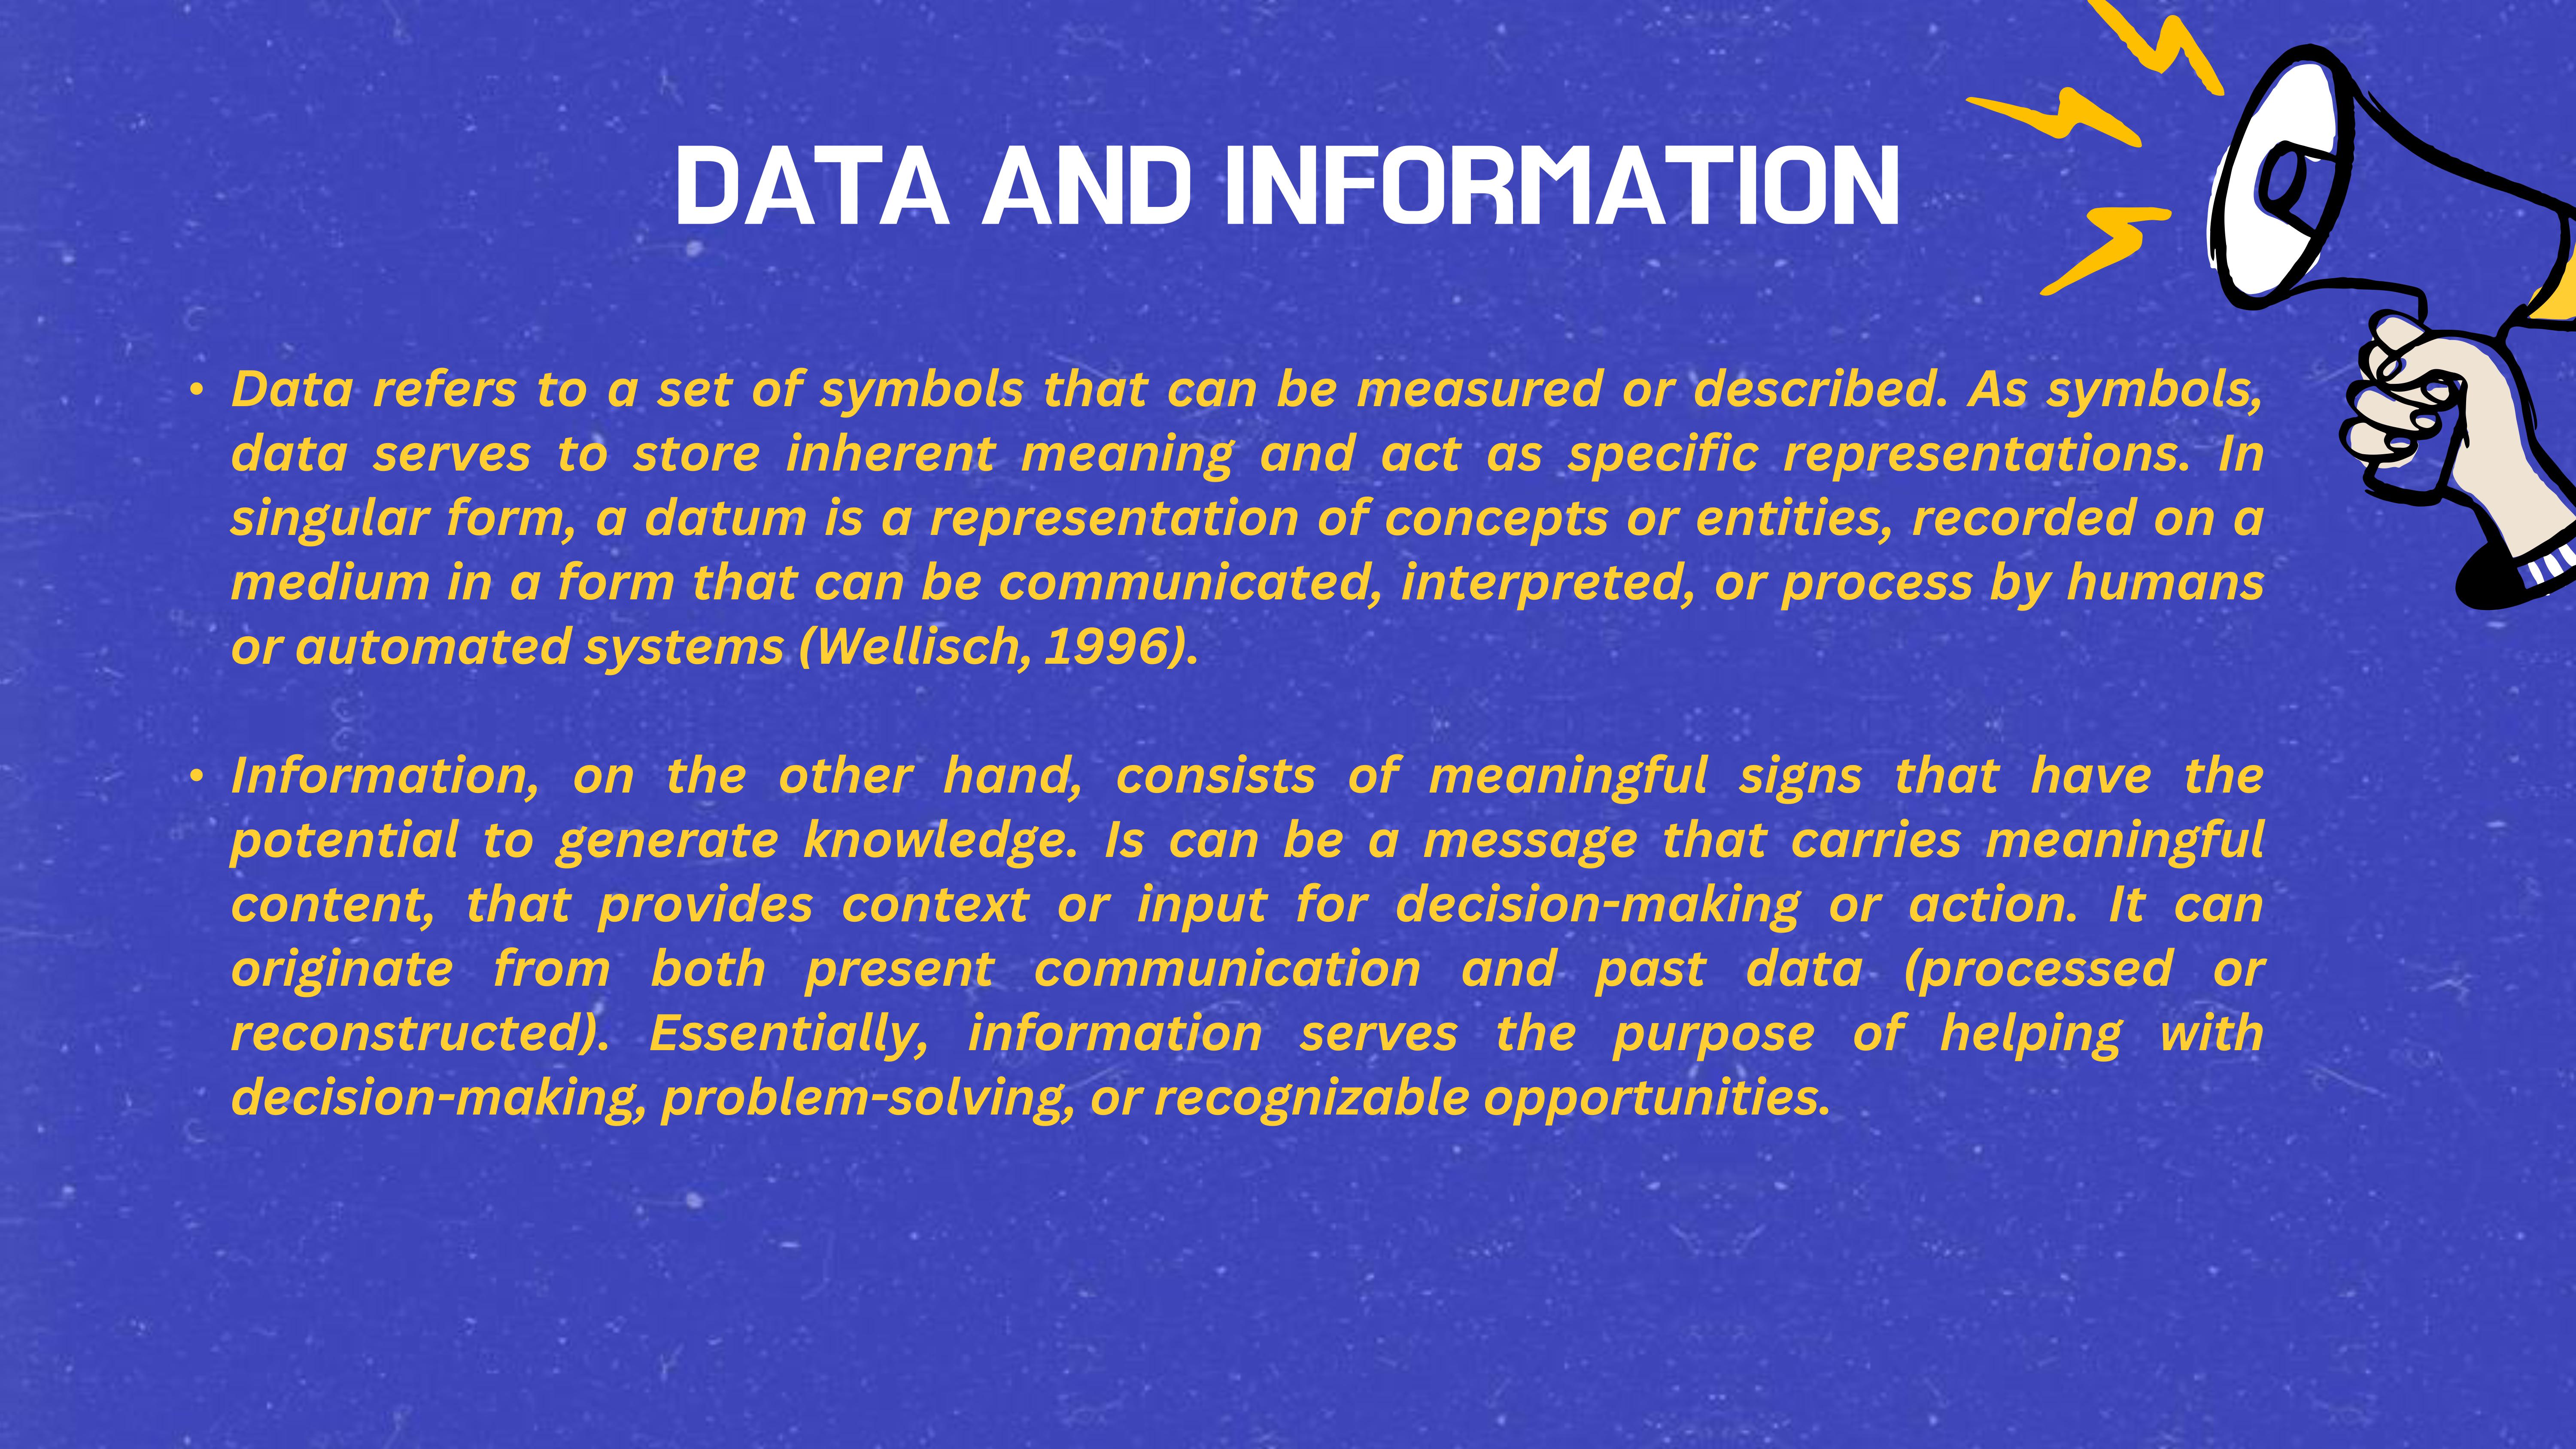 DATA AND INFORMATION
• Data refers to a set of symbols that can be measured or described. As symbols,
data serves to store inherent meaning and act as specific representations. In
singular form, a datum is a representation of concepts or entities, recorded on a
medium in a form that can be communicated, interpreted, or process by humans
or automated systems (Wellisch, 1996).
• Information, on the other hand, consists of meaningful signs that have the
potential to generate knowledge. Is can be a message that carries meaningful
content, that provides context or input for decision-making or action. It can
originate from both present communication and past data (processed or
reconstructed). Essentially, information serves the purpose of helping with
decision-making, problem-solving, or recognizable opportunities.